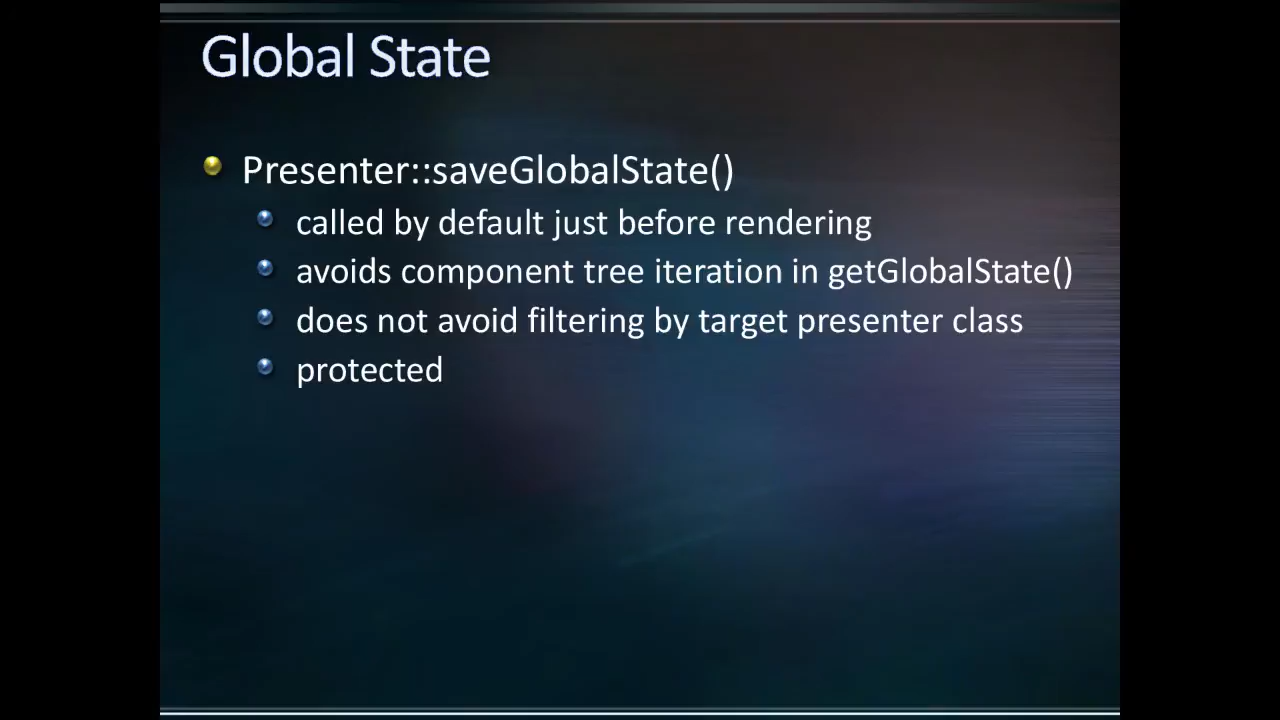 Global State
Presenter::saveGlobalState()
called by default just before rendering
avoids component tree iteration in getGlobalState()
does not avoid filtering by target presenter class
protected